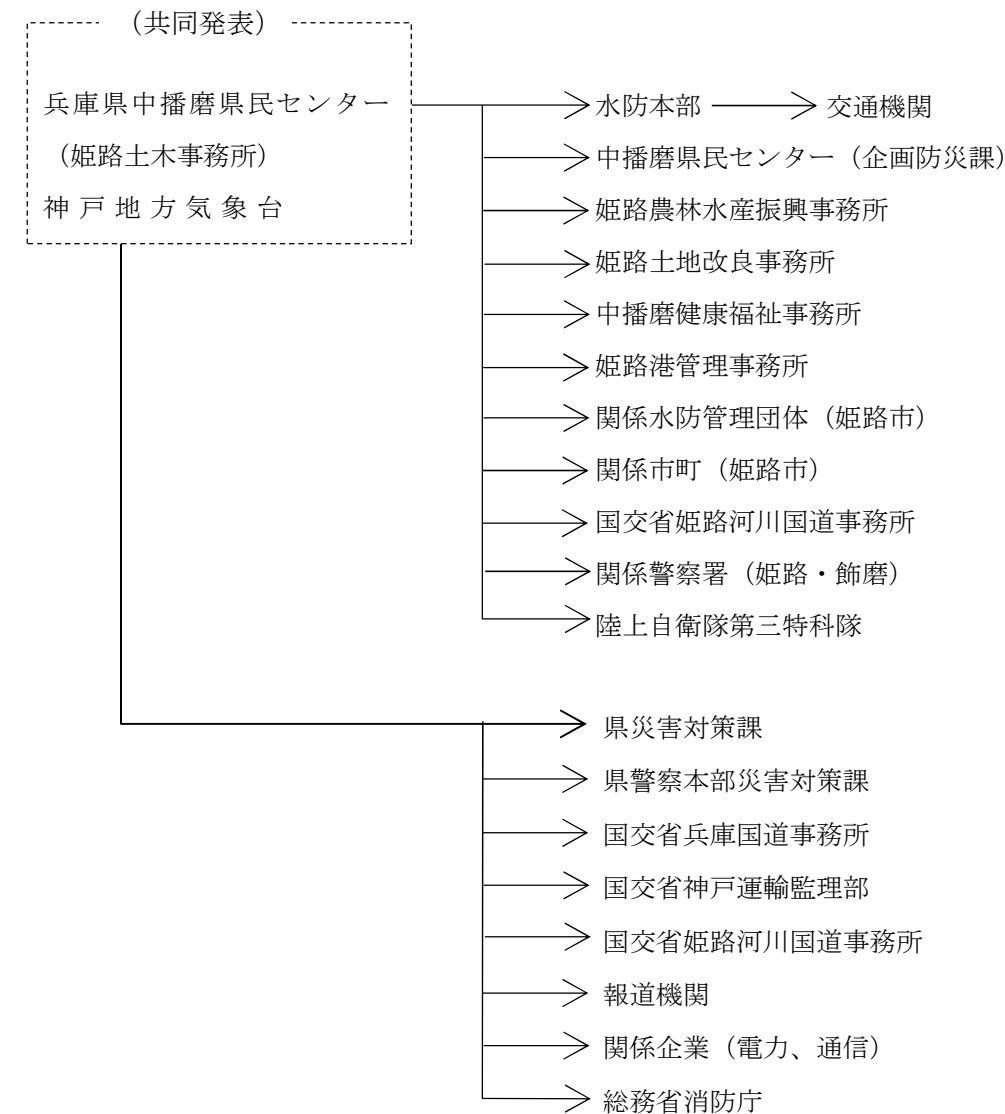 （共同発表）
兵庫県中播磨県民センター
（姫路土木事務所）
神戸地方気象台
水防本部
交通機関
中播磨県民センター（企画防災課）
姫路農林水産振興事務所
姫路土地改良事務所
中播磨健康福祉事務所
姫路港管理事務所
関係水防管理団体（姫路市）
関係市町（姫路市）
国交省姫路河川国道事務所
関係警察署（姫路・飾磨）
陸上自衛隊第三特科隊
県災害対策課
県警察本部災害対策課
国交省兵庫国道事務所
国交省神戸運輸監理部
国交省姫路河川国道事務所
報道機関
関係企業（電力、通信）
総務省消防庁